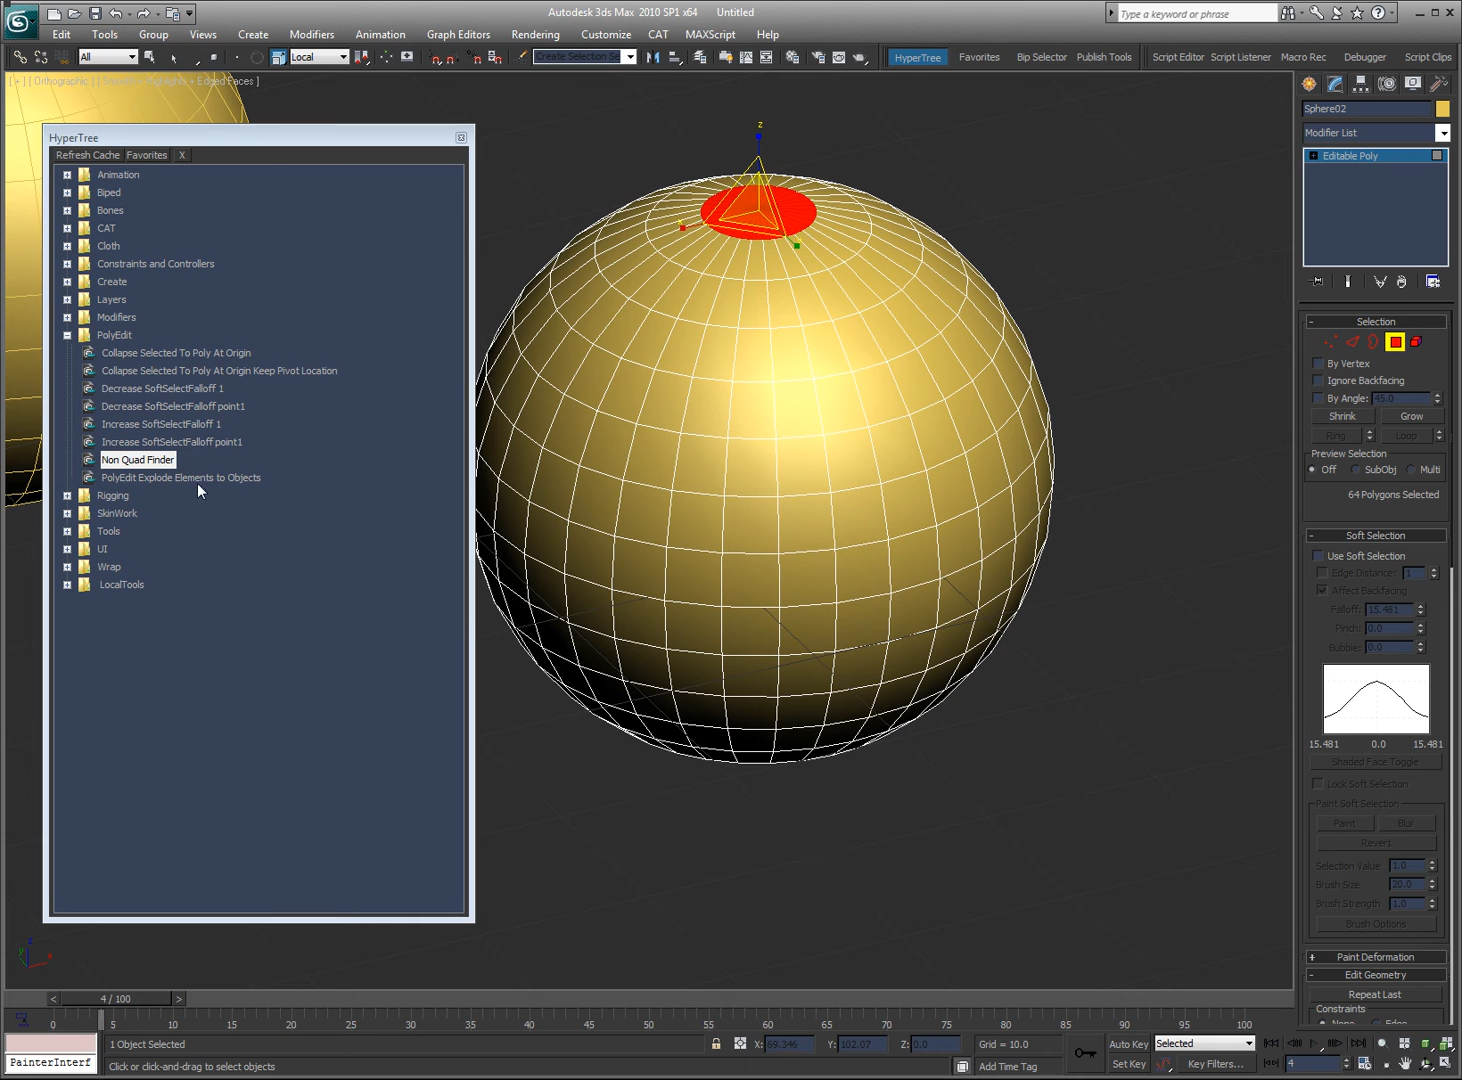 Autodesk 3ds Max 2010 SP1 x64 Untitled
Type a keyword or phrase
Edit Tools Group Views Create Modifiers Animation Graph Editors Rendering Customize CAT MAXScript Help
All Local Create Selection Se HyperTree Favorites Bip Selector Publish Tools Script Editor Script Listener Macro Rec Debugger Script Clips
[ + ] [ Orthographic ] [ Smooth + Highlights + Edged Faces ]
HyperTree
Refresh Cache Favorites X
Animation
Biped
Bones
CAT
Cloth
Constraints and Controllers
Create
Layers
Modifiers
PolyEdit
Collapse Selected To Poly At Origin
Collapse Selected To Poly At Origin Keep Pivot Location
Decrease SoftSelectFalloff 1
Decrease SoftSelectFalloff point1
Increase SoftSelectFalloff 1
Increase SoftSelectFalloff point1
Non Quad Finder
PolyEdit Explode Elements to Objects
Rigging
SkinWork
Tools
UI
Wrap
LocalTools
z
Sphere02
Modifier List
Editable Poly
Selection
By Vertex
Ignore Backfacing
By Angle: 45.0
Shrink Grow
Ring Loop
Preview Selection
Off SubObj Multi
64 Polygons Selected
Soft Selection
Use Soft Selection
Edge Distance: 1
Affect Backfacing
Falloff: 15.481
Pinch: 0.0
Bubble: 0.0
15.481 0.0 15.481
Shaded Face Toggle
Lock Soft Selection
Paint Soft Selection
Paint Blur
Revert
Selection Value 1.0
Brush Size 20.0
Brush Strength 1.0
Brush Options
Paint Deformation
Edit Geometry
Repeat Last
Constraints
None Edge
< 4 / 100 >
0 5 10 15 20 25 30 35 40 45 50 55 60 65 70 75 80 85 90 95 100
1 Object Selected X: 69.346 Y: 102.07 Z: 0.0 Grid = 10.0 Auto Key Selected
PainterInterf Click or click-and-drag to select objects Add Time Tag Set Key Key Filters... 4